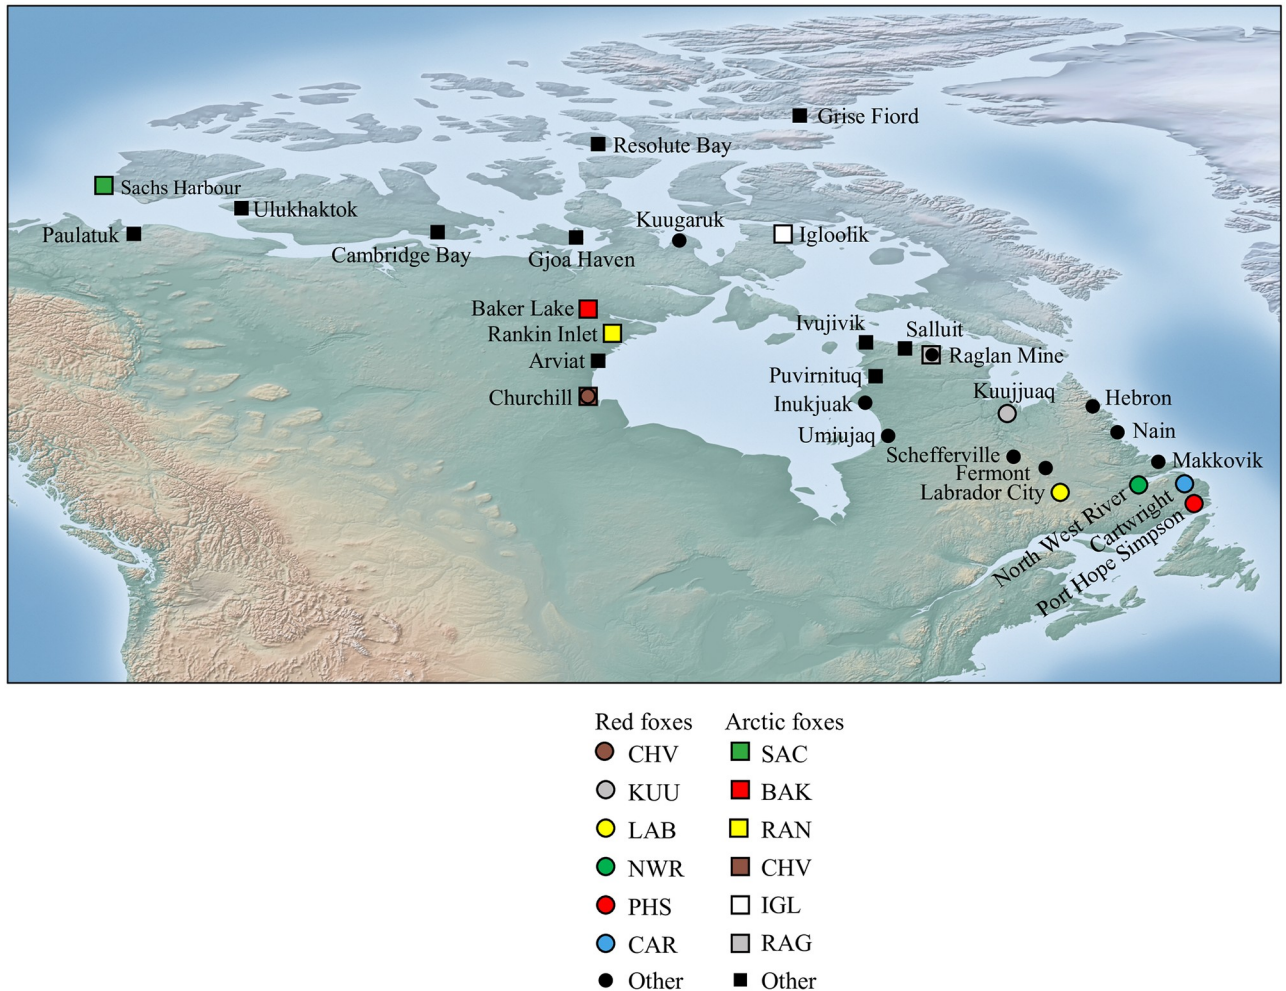 Grise Fiord
Resolute Bay
Sachs Harbour
Ulukhaktok
Kuugaruk
Paulatuk
Igloolik
Cambridge Bay
Gjoa Haven
Baker Lake
Rankin Inlet
Ivujivik
Salluit
Arviat
Raglan Mine
Puvirnituq
Churchill
Kuujjuaq
Inukjuak
Hebron
Umiujaq
Nain
Schefferville
Makkovik
Fermont
Labrador City
North West River
Cartwright
Port Hope Simpson
Red foxes Arctic foxes
CHV SAC
KUU BAK
LAB RAN
NWR CHV
PHS IGL
CAR RAG
Other Other